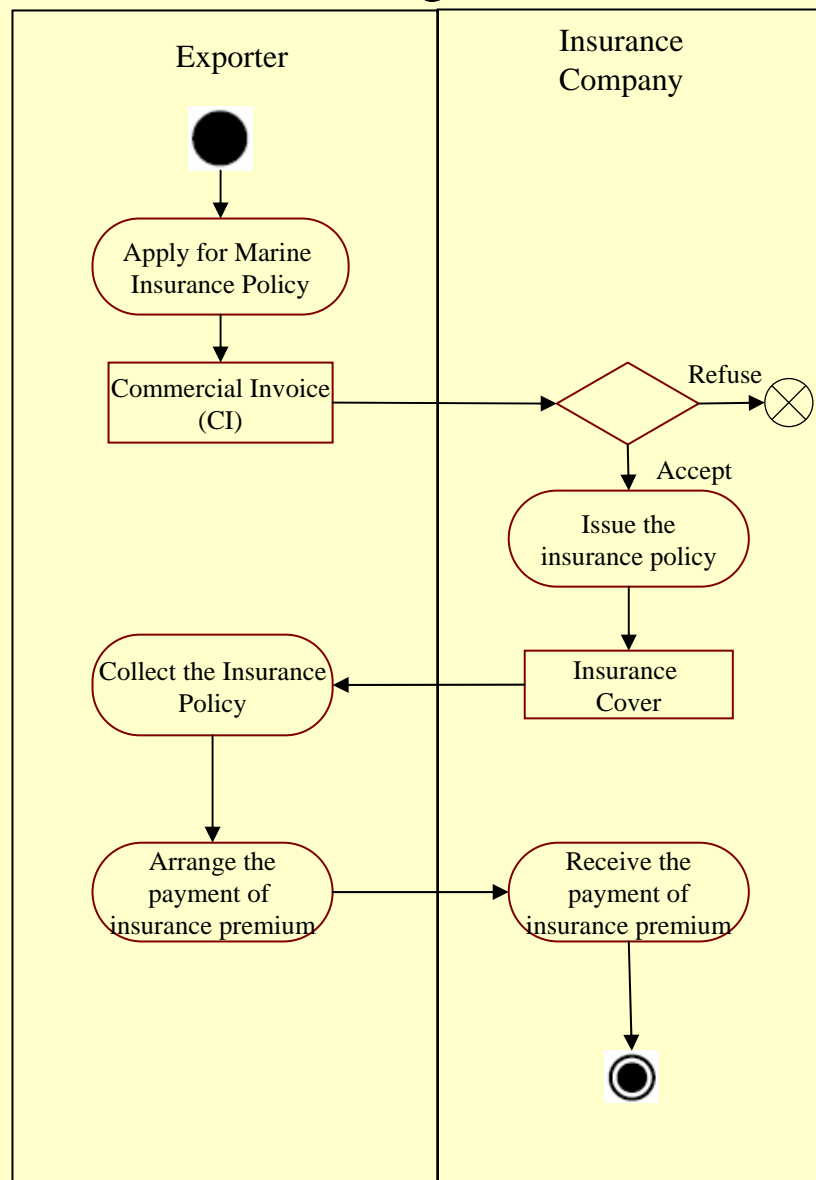 Exporter
Insurance
Company
Apply for Marine
Insurance Policy
Commercial Invoice
(CI)
Refuse
Accept
Issue the
insurance policy
Collect the Insurance
Policy
Insurance
Cover
Arrange the
payment of
insurance premium
Receive the
payment of
insurance premium